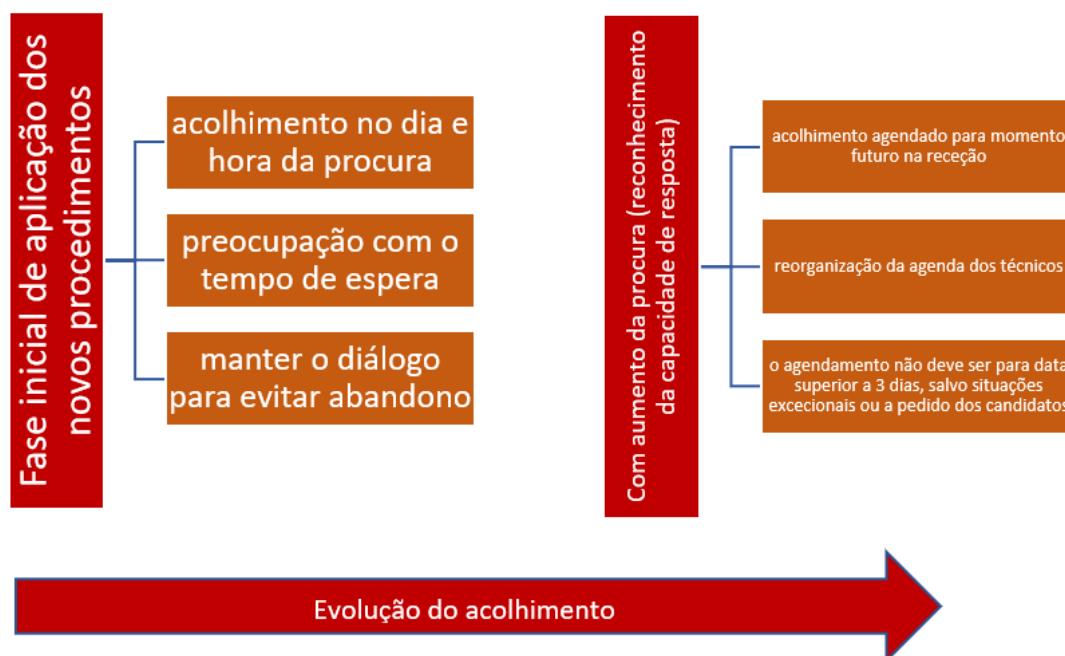 Fase inicial de aplicação dos
novos procedimentos
acolhimento no dia e
hora da procura
preocupação com o
tempo de espera
manter o diálogo
para evitar abandono
Com aumento da procura (reconhecimento
da capacidade de resposta)
acolhimento agendado para momento
futuro na receção
reorganização da agenda dos técnicos
o agendamento não deve ser para data
superior a 3 dias, salvo situações
excecionais ou a pedido dos candidatos
Evolução do acolhimento